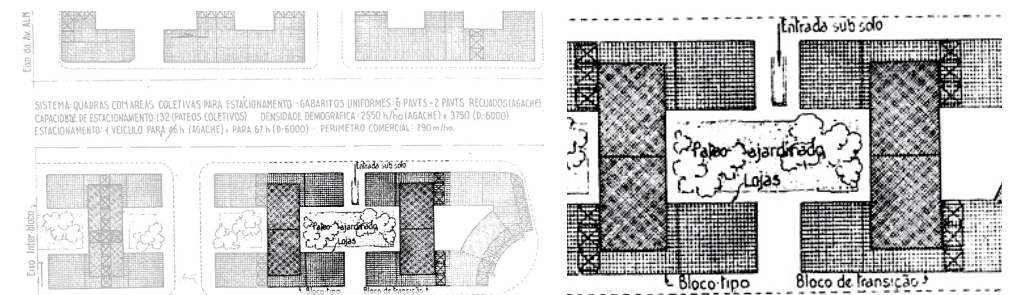 Eixo da Av. ALM
SISTEMA: QUADRAS COM AREAS COLETIVAS PARA ESTACIONAMENTO - GABARITOS UNIFORMES: 6 PAVTS. - 2 PAVTS. RECUADOS (AGACHE)
CAPACIDADE DE ESTACIONAMENTO: 132 (PATEOS COLETIVOS) DENSIDADE DEMOGRAFICA: 2550 h/ha (AGACHE) E 3750 (D:6000)
ESTACIONAMENTO: 1 VEICULO PARA 46 h (AGACHE) E PARA 67 h (D:6000) - PERIMETRO COMERCIAL: 290 m/ha.
Entrada sub solo
Pateo ajardinado
Lojas
Eixo Inter-bloco
Bloco-tipo
Bloco de transição
Entrada sub solo
Pateo ajardinado
Lojas
Bloco-tipo
Bloco de transição